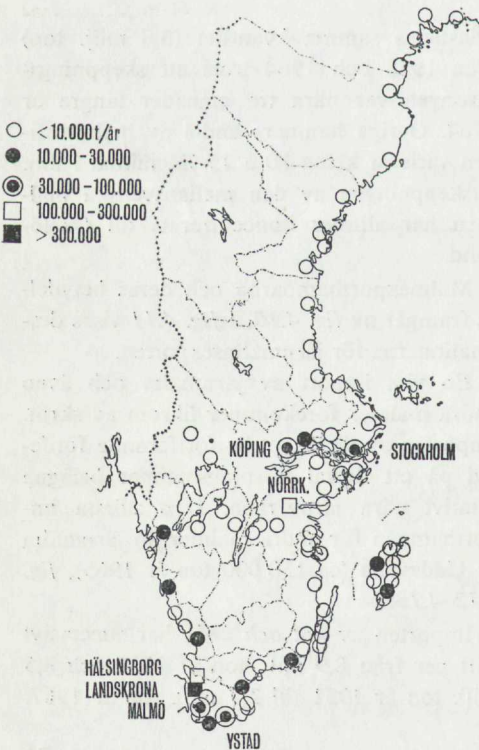 < 10.000 t/år
10.000 – 30.000
30.000 – 100.000
100.000 – 300.000
> 300.000
KÖPING
STOCKHOLM
NORRK.
HÄLSINGBORG
LANDSKRONA
MALMÖ
YSTAD